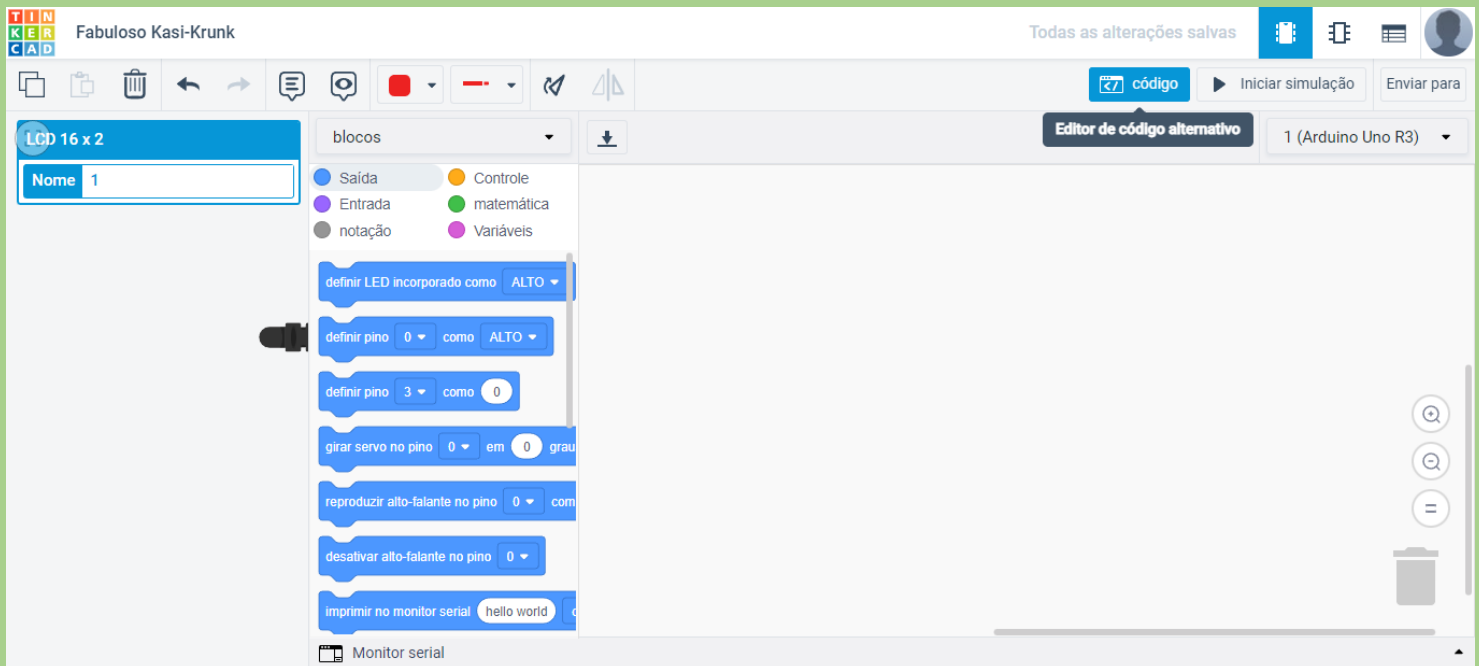 TIN
KER
CAD
Fabuloso Kasi-Krunk
Todas as alterações salvas
código
Iniciar simulação
Enviar para
Editor de código alternativo
LCD 16 x 2
Nome 1
blocos
1 (Arduino Uno R3)
Saída
Controle
Entrada
matemática
notação
Variáveis
definir LED incorporado como ALTO
definir pino 0 como ALTO
definir pino 3 como 0
girar servo no pino 0 em 0 grau
reproduzir alto-falante no pino 0 com
desativar alto-falante no pino 0
imprimir no monitor serial hello world
Monitor serial